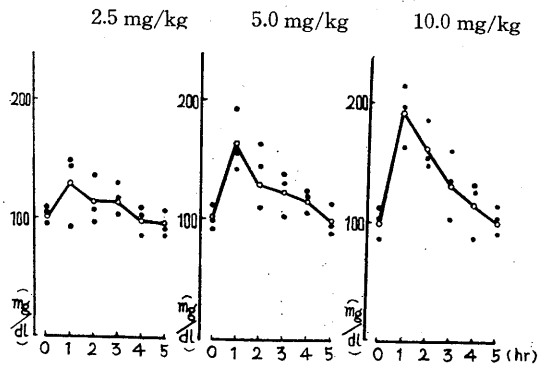 2.5 mg/kg 5.0 mg/kg 10.0 mg/kg
200 200 200
100 100 100
(mg/dl) (mg/dl) (mg/dl)
0 1 2 3 4 5 0 1 2 3 4 5 0 1 2 3 4 5 (hr)